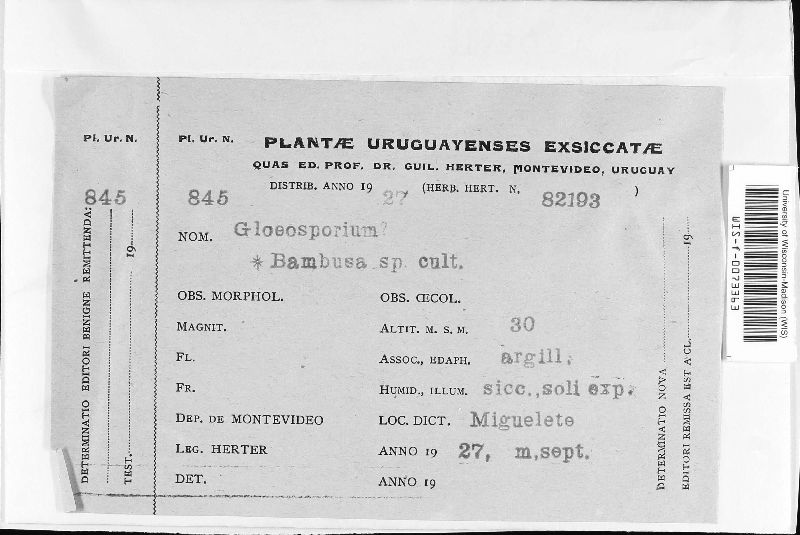 Pl. Ur. N.
845
DETERMINATIO EDITORI BENIGNE REMITTENDA:
TEST. 19
Pl. Ur. N. PLANTÆ URUGUAYENSES EXSICCATÆ
QUAS ED. PROF. DR. GUIL. HERTER, MONTEVIDEO, URUGUAY
845 DISTRIB. ANNO 19 27 (HERB. HERT. N. 82193 )
NOM. Gloeosporium?
* Bambusa sp. cult.
OBS. MORPHOL. OBS. ŒCOL.
MAGNIT. ALTIT. M. S. M. 30
FL. ASSOC., EDAPH. argill.
FR. HUMID., ILLUM. sicc., soli exp.
DEP. DE MONTEVIDEO LOC. DICT. Miguelete
LEG. HERTER ANNO 19 27, m,sept.
DET. ANNO 19
DETERMINATIO NOVA
EDITORI REMISSA EST A CL. 19
University of Wisconsin-Madison (WIS)